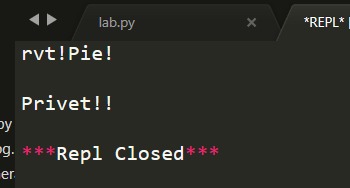 lab.py
*REPL*
rvt!Pie!
Privet!!
***Repl Closed***